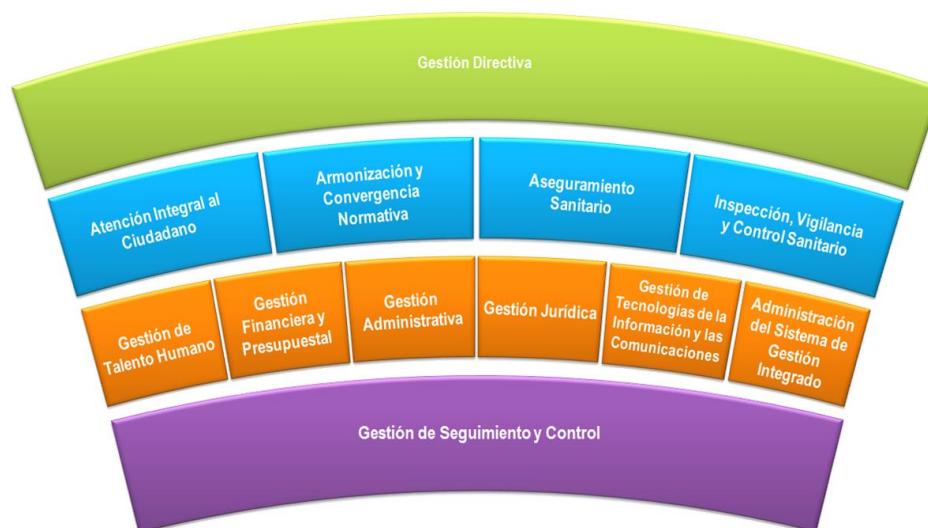 Gestión Directiva
Atención Integral al
Ciudadano
Armonización y
Convergencia
Normativa
Aseguramiento
Sanitario
Inspección, Vigilancia
y Control Sanitario
Gestión de
Talento Humano
Gestión
Financiera y
Presupuestal
Gestión
Administrativa
Gestión Jurídica
Gestión de
Tecnologías de la
Información y las
Comunicaciones
Administración
del Sistema de
Gestión
Integrado
Gestión de Seguimiento y Control